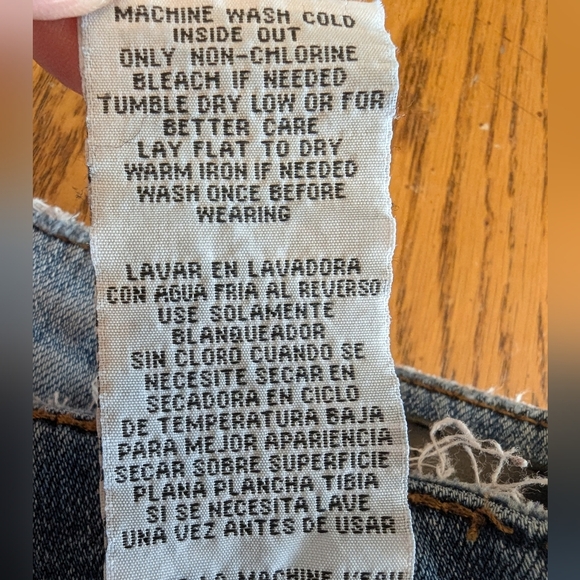 MACHINE WASH COLD
INSIDE OUT
ONLY NON-CHLORINE
BLEACH IF NEEDED
TUMBLE DRY LOW OR FOR
BETTER CARE
LAY FLAT TO DRY
WARM IRON IF NEEDED
WASH ONCE BEFORE
WEARING
LAVAR EN LAVADORA
CON AGUA FRIA AL REVERSO
USE SOLAMENTE
BLANQUEADOR
SIN CLORO CUANDO SE
NECESITE SECAR EN
SECADORA EN CICLO
DE TEMPERATURA BAJA
PARA MEJOR APARIENCIA
SECAR SOBRE SUPERFICIE
PLANA PLANCHA TIBIA
SI SE NECESITA LAVE
UNA VEZ ANTES DE USAR
LA MACHINE L'EAU